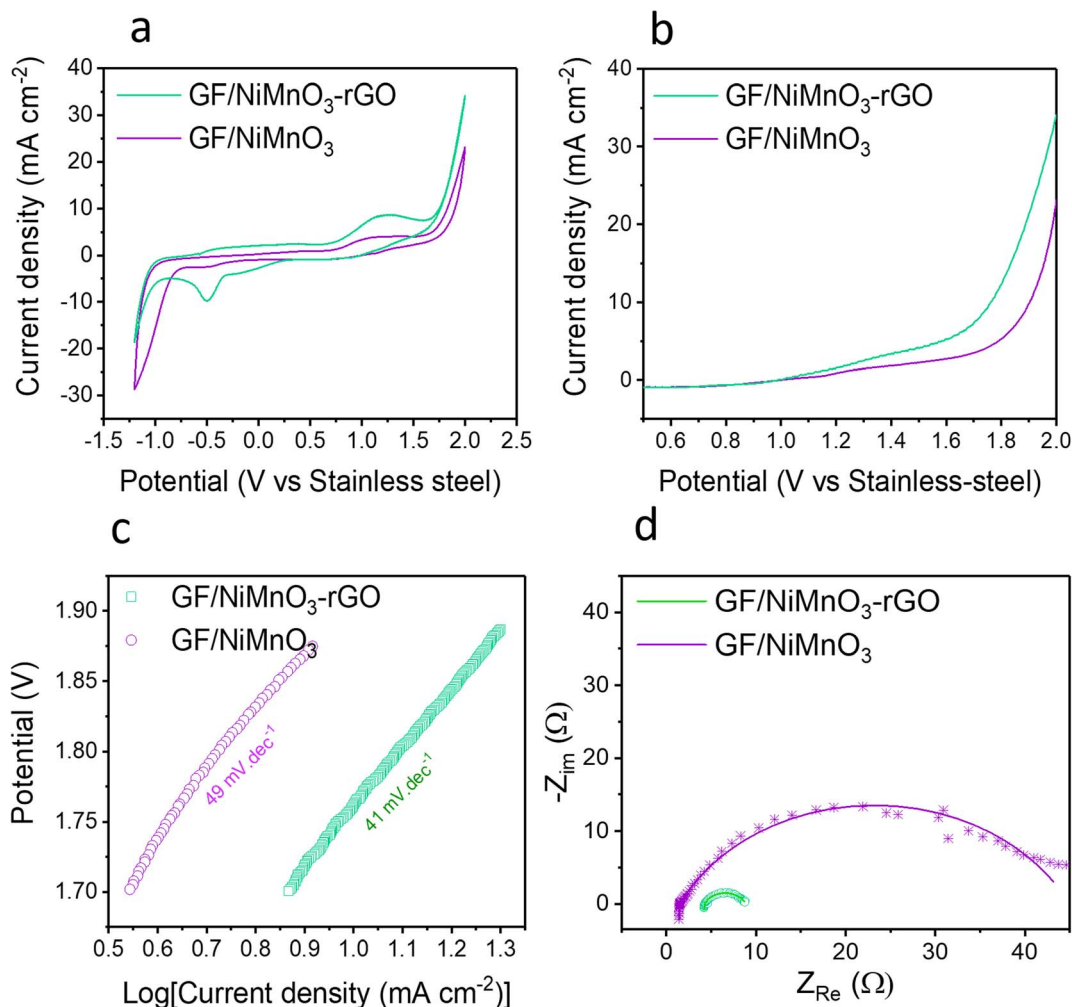 a
40
30
20
10
0
-10
-20
-30
Current density (mA cm⁻²)
GF/NiMnO₃-rGO
GF/NiMnO₃
-1.5 -1.0 -0.5 0.0 0.5 1.0 1.5 2.0 2.5
Potential (V vs Stainless steel)
b
40
30
20
10
0
Current density (mA cm⁻²)
GF/NiMnO₃-rGO
GF/NiMnO₃
0.6 0.8 1.0 1.2 1.4 1.6 1.8 2.0
Potential (V vs Stainless-steel)
c
1.90
1.85
1.80
1.75
1.70
Potential (V)
GF/NiMnO₃-rGO
GF/NiMnO₃
49 mV.dec⁻¹
41 mV.dec⁻¹
0.5 0.6 0.7 0.8 0.9 1.0 1.1 1.2 1.3
Log[Current density (mA cm⁻²)]
d
45
30
15
0
-Zim (Ω)
GF/NiMnO₃-rGO
GF/NiMnO₃
0 10 20 30 40
ZRe (Ω)